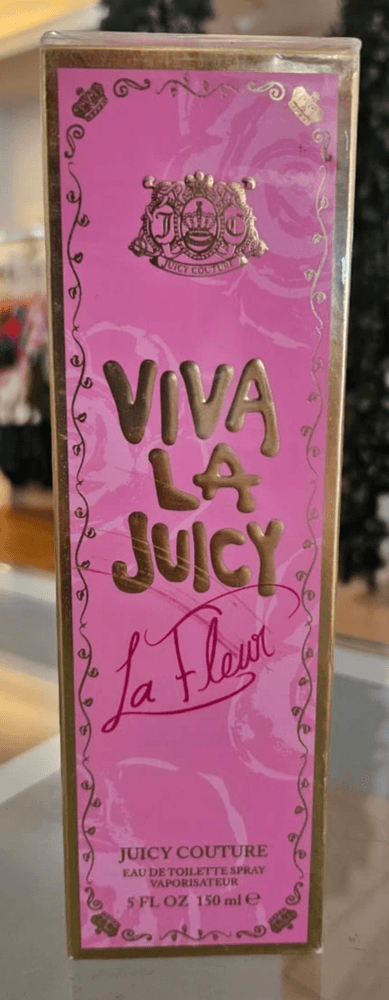 J C
JUICY COUTURE
VIVA
LA
JUICY
La Fleur
JUICY COUTURE
EAU DE TOILETTE SPRAY
VAPORISATEUR
5 FL OZ 150 ml ℮